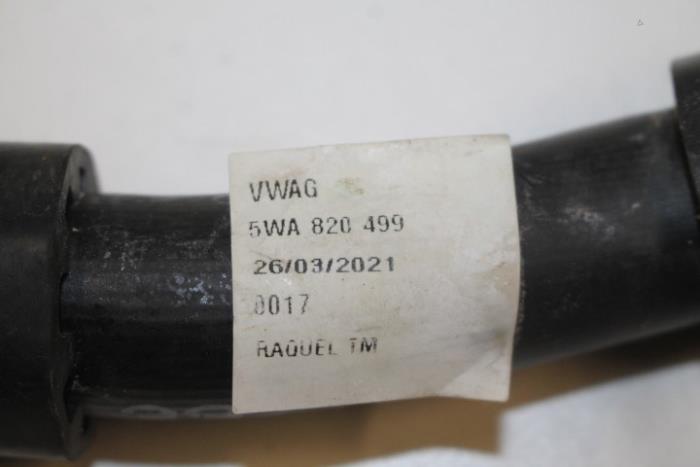 VWAG
5WA 820 499
26/03/2021
0017
RAQUEL TM